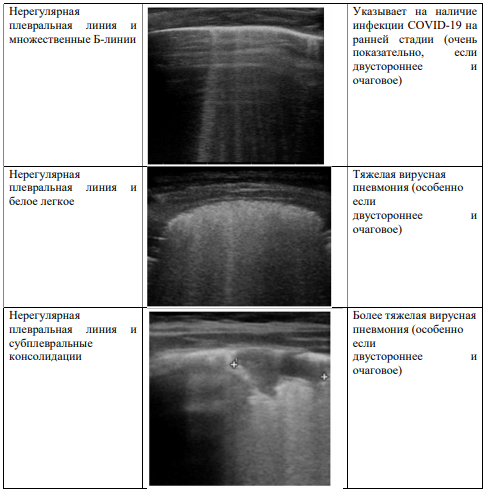 Нерегулярная
плевральная линия и
множественные Б-линии
Указывает на наличие
инфекции COVID-19 на
ранней стадии (очень
показательно, если
двустороннее и
очаговое)
Нерегулярная
плевральная линия и
белое легкое
Тяжелая вирусная
пневмония (особенно
если
двустороннее и
очаговое)
Нерегулярная
плевральная линия и
субплевральные
консолидации
Более тяжелая вирусная
пневмония (особенно
если
двустороннее и
очаговое)